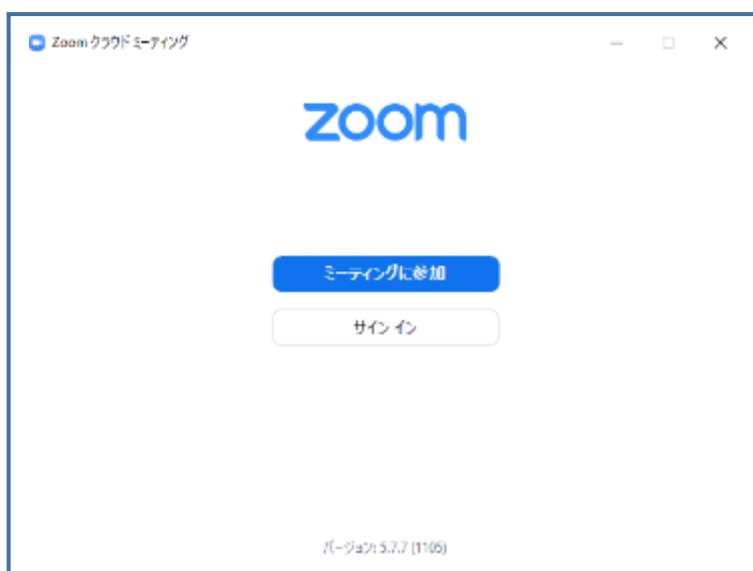 Zoom クラウド ミーティング
zoom
ミーティングに参加
サイン イン
バージョン: 5.7.7 (1105)